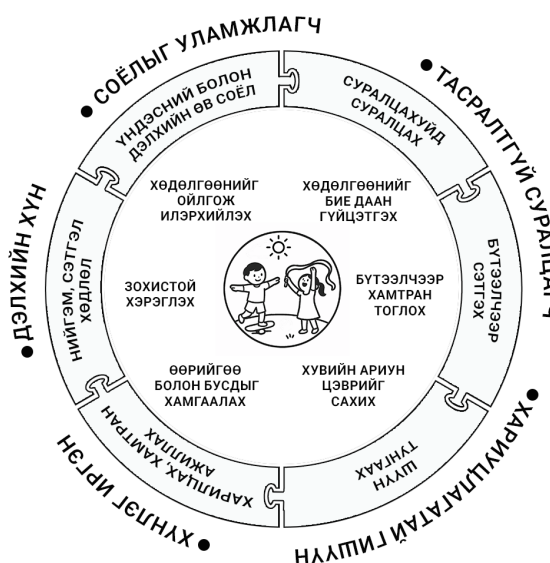 СОЁЛЫГ УЛАМЖЛАГЧ
ТАСРАЛТГҮЙ СУРАЛЦАГЧ
ХАРИУЦЛАГАТАЙ ГИШҮҮН
ХҮНЛЭГ ИРГЭН
ДЭЛХИЙН ХҮН
ҮНДЭСНИЙ БОЛОН
ДЭЛХИЙН ӨВ СОЁЛ
СУРАЛЦАХУЙД
СУРАЛЦАХ
БҮТЭЭЛЧЭЭР
СЭТГЭХ
ШҮҮН
ТУНГААХ
ХАРИЛЦАХ, ХАМТРАН
АЖИЛЛАХ
НИЙГЭМ, СЭТГЭЛ
ХӨДЛӨЛ
ХӨДӨЛГӨӨНИЙГ
ОЙЛГОЖ
ИЛЭРХИЙЛЭХ
ХӨДӨЛГӨӨНИЙГ
БИЕ ДААН
ГҮЙЦЭТГЭХ
ЗОХИСТОЙ
ХЭРЭГЛЭХ
БҮТЭЭЛЧЭЭР
ХАМТРАН
ТОГЛОХ
ӨӨРИЙГӨӨ
БОЛОН БУСДЫГ
ХАМГААЛАХ
ХУВИЙН АРИУН
ЦЭВРИЙГ
САХИХ